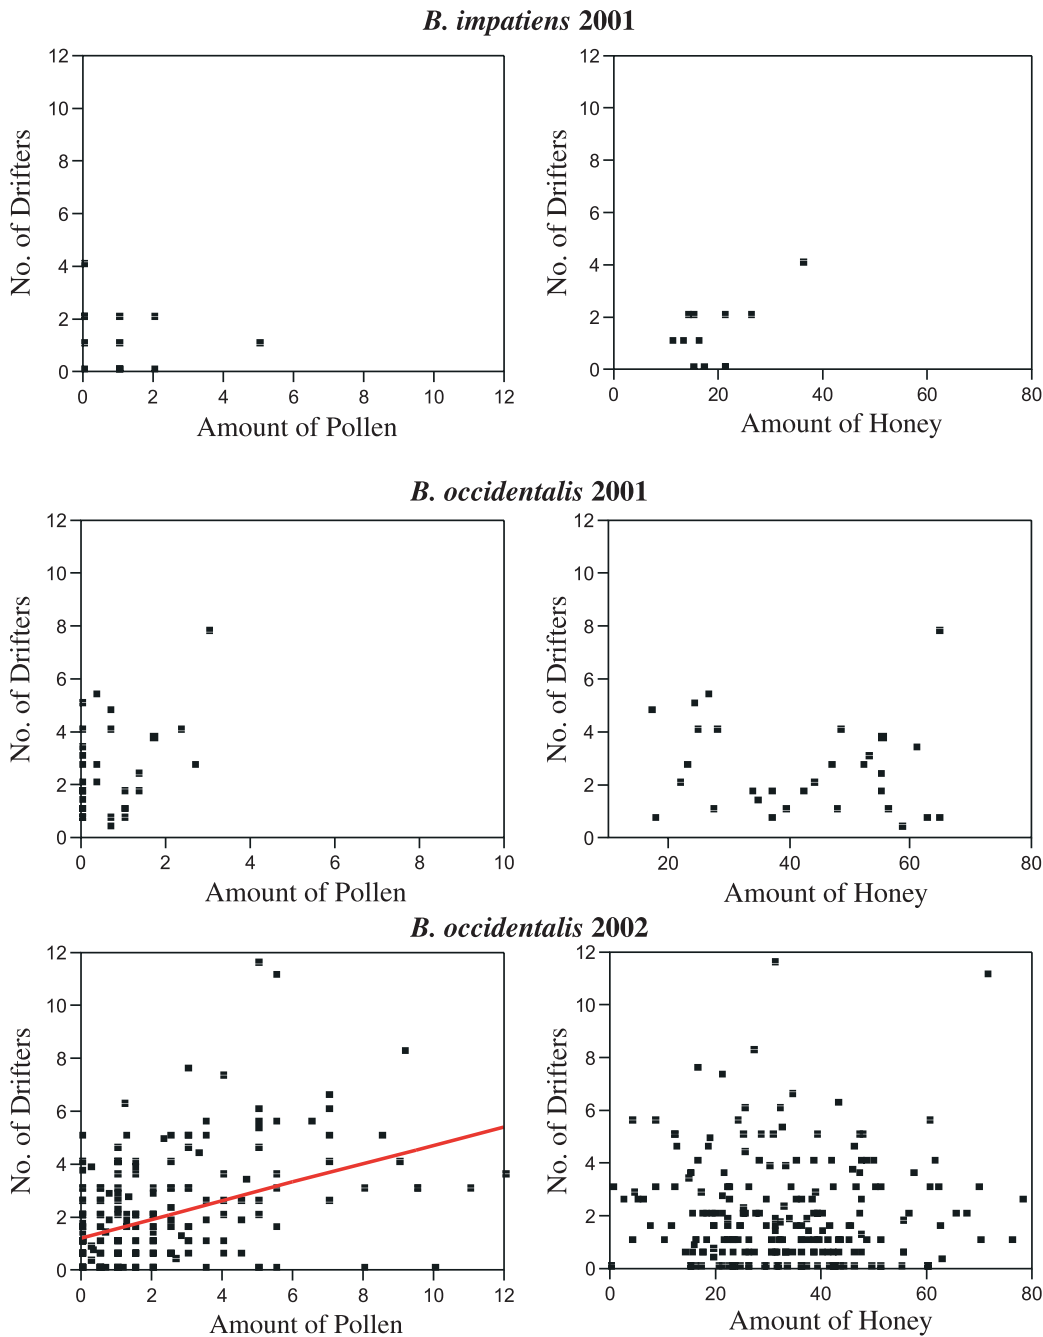 B. impatiens 2001
12
10
8
6
4
2
0
No. of Drifters
0 2 4 6 8 10 12
Amount of Pollen
12
10
8
6
4
2
0
No. of Drifters
0 20 40 60 80
Amount of Honey
B. occidentalis 2001
12
10
8
6
4
2
0
No. of Drifters
0 2 4 6 8 10
Amount of Pollen
12
10
8
6
4
2
0
No. of Drifters
20 40 60 80
Amount of Honey
B. occidentalis 2002
12
10
8
6
4
2
0
No. of Drifters
0 2 4 6 8 10 12
Amount of Pollen
12
10
8
6
4
2
0
No. of Drifters
0 20 40 60 80
Amount of Honey